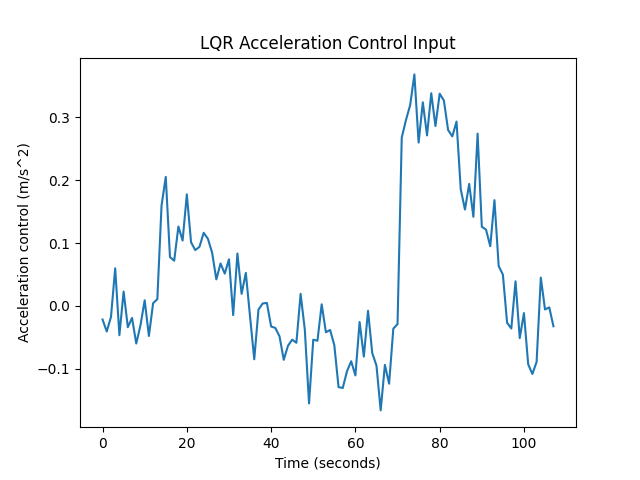 LQR Acceleration Control Input
Acceleration control (m/s^2)
0.3
0.2
0.1
0.0
−0.1
0 20 40 60 80 100
Time (seconds)